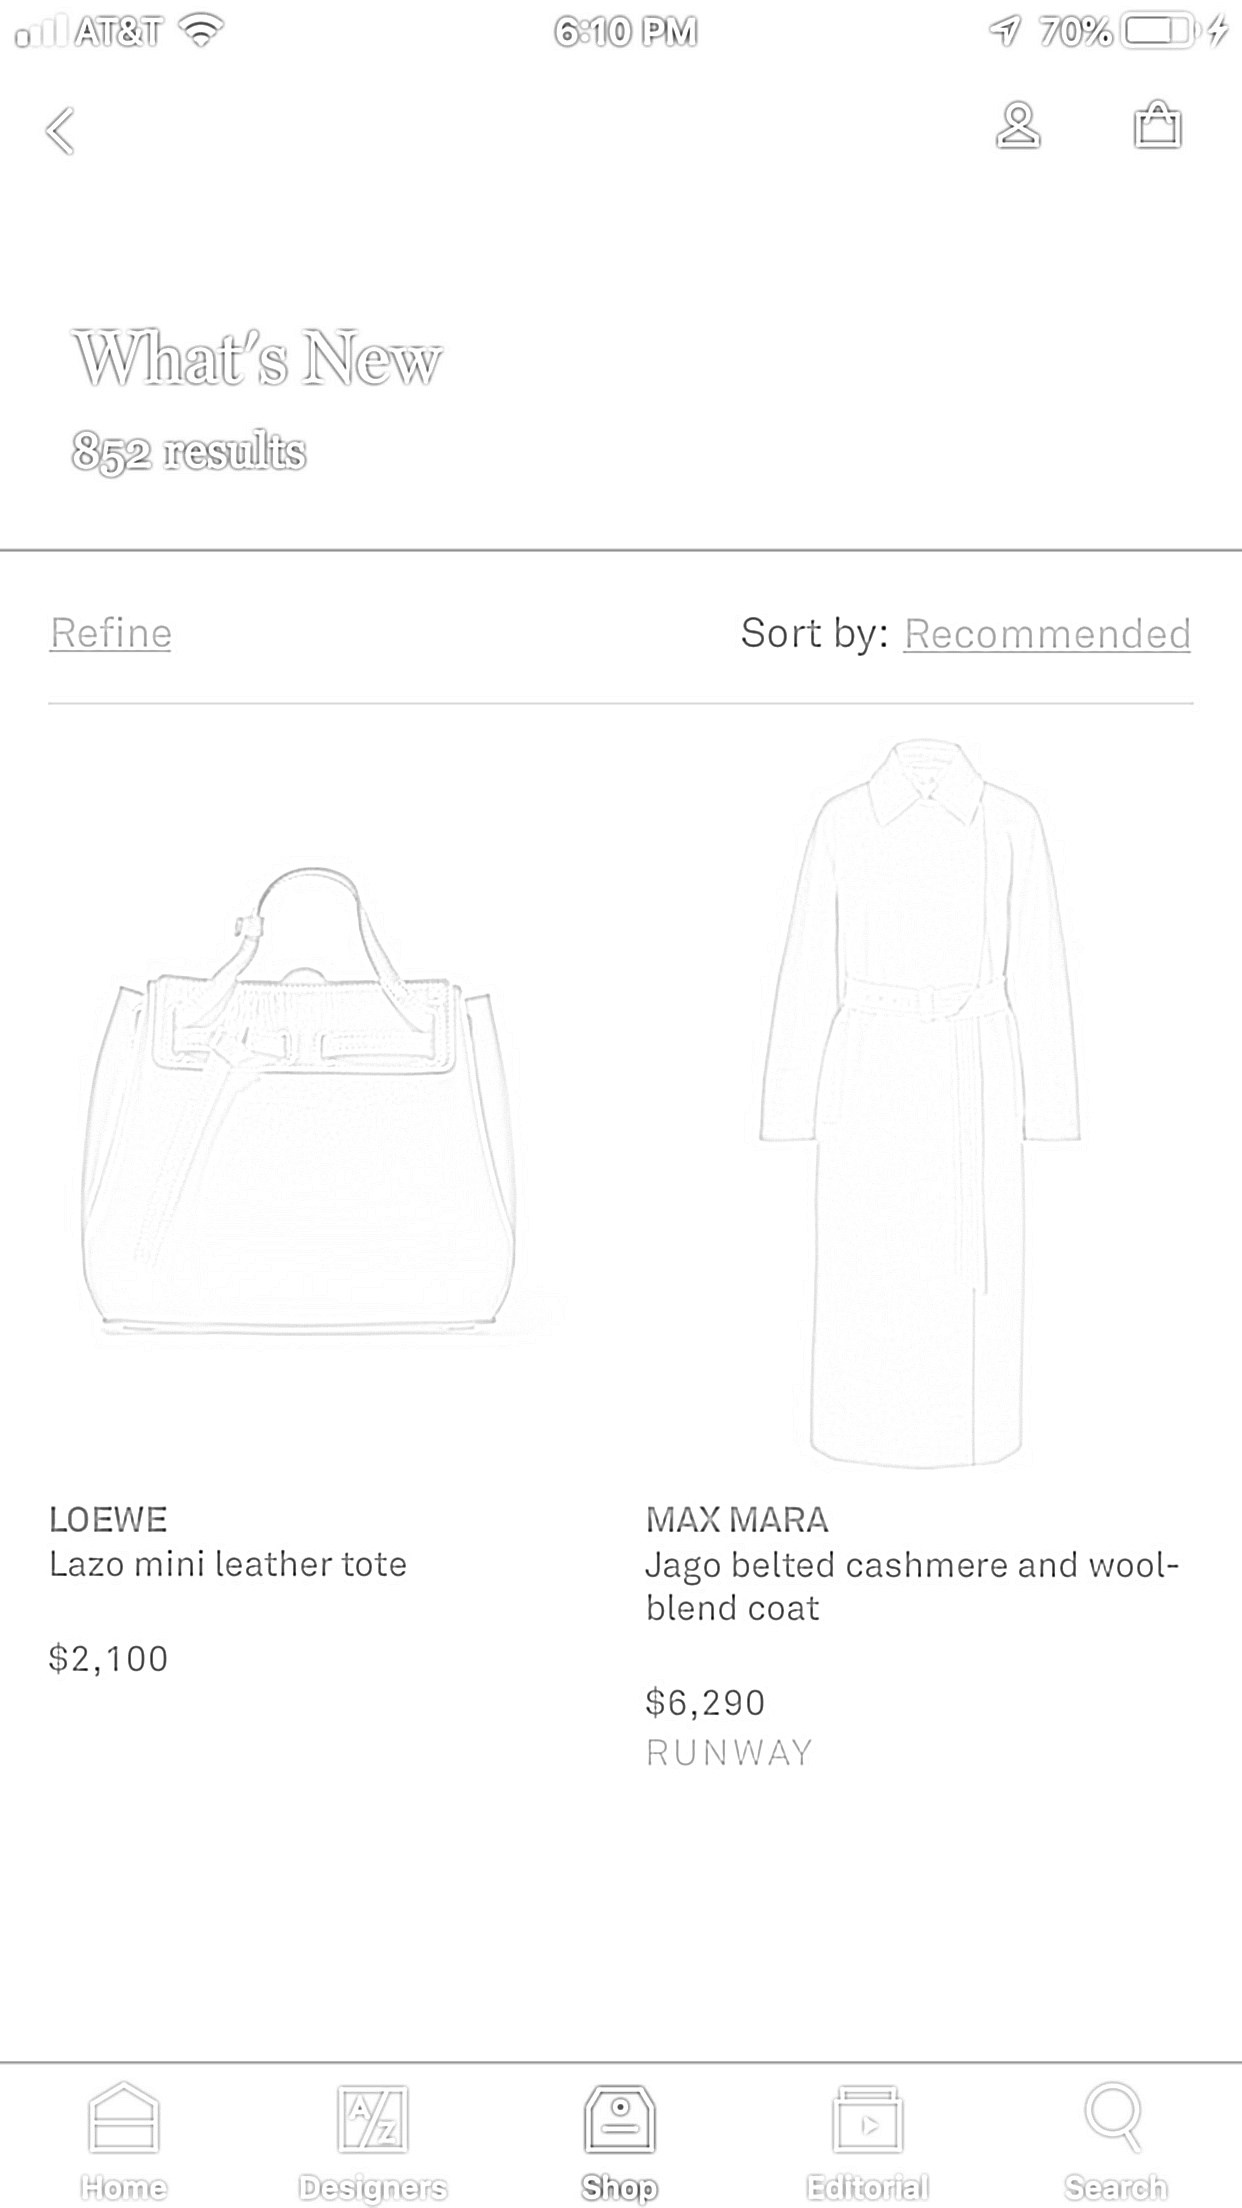 AT&T 6:10 PM 70%
What's New
852 results
Refine Sort by: Recommended
LOEWE
Lazo mini leather tote
$2,100
MAX MARA
Jago belted cashmere and wool-
blend coat
$6,290
RUNWAY
A/Z
Home Designers Shop Editorial Search